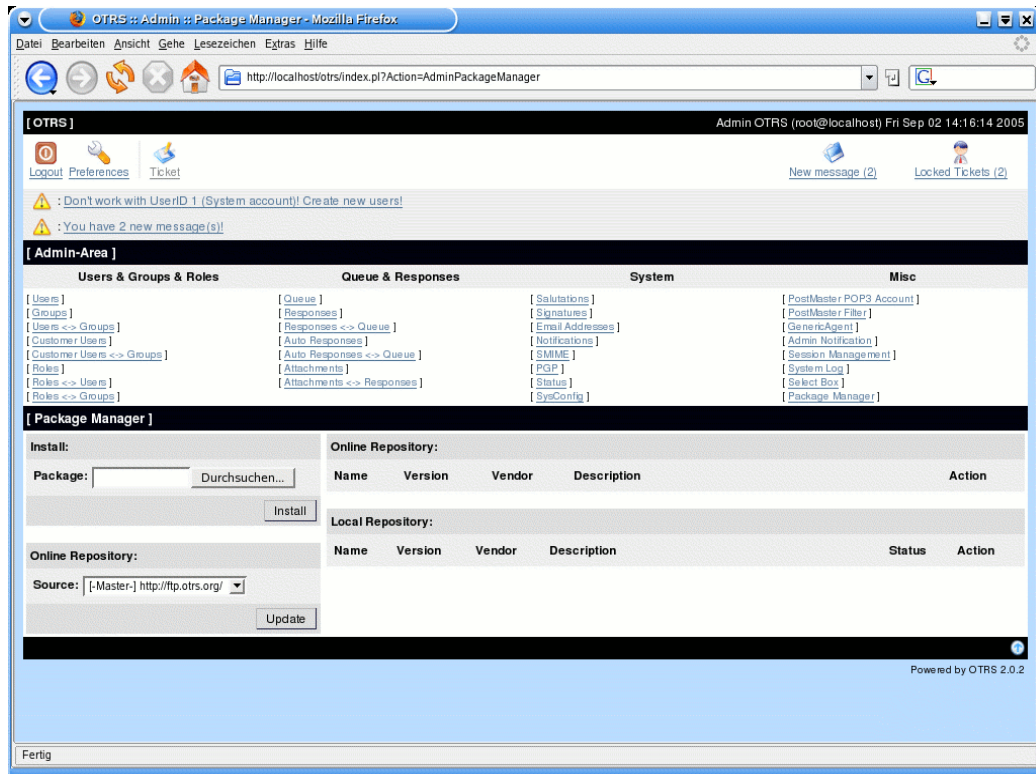 OTRS :: Admin :: Package Manager - Mozilla Firefox
Datei Bearbeiten Ansicht Gehe Lesezeichen Extras Hilfe
http://localhost/otrs/index.pl?Action=AdminPackageManager
[ OTRS ] Admin OTRS (root@localhost) Fri Sep 02 14:16:14 2005
Logout Preferences Ticket New message (2) Locked Tickets (2)
: Don't work with UserID 1 (System account)! Create new users!
: You have 2 new message(s)!
[ Admin-Area ]
Users & Groups & Roles Queue & Responses System Misc
[ Users ] [ Queue ] [ Salutations ] [ PostMaster POP3 Account ]
[ Groups ] [ Responses ] [ Signatures ] [ PostMaster Filter ]
[ Users <-> Groups ] [ Responses <-> Queue ] [ Email Addresses ] [ GenericAgent ]
[ Customer Users ] [ Auto Responses ] [ Notifications ] [ Admin Notification ]
[ Customer Users <-> Groups ] [ Auto Responses <-> Queue ] [ SMIME ] [ Session Management ]
[ Roles ] [ Attachments ] [ PGP ] [ System Log ]
[ Roles <-> Users ] [ Attachments <-> Responses ] [ Status ] [ Select Box ]
[ Roles <-> Groups ] [ SysConfig ] [ Package Manager ]
[ Package Manager ]
Install:
Package: Durchsuchen...
Install
Online Repository:
Source: [-Master-] http://ftp.otrs.org/
Update
Online Repository:
Name Version Vendor Description Action
Local Repository:
Name Version Vendor Description Status Action
Powered by OTRS 2.0.2
Fertig